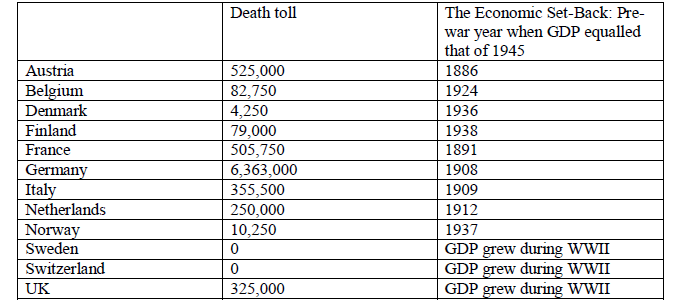 Death toll The Economic Set-Back: Pre-
war year when GDP equalled
that of 1945
Austria 525,000 1886
Belgium 82,750 1924
Denmark 4,250 1936
Finland 79,000 1938
France 505,750 1891
Germany 6,363,000 1908
Italy 355,500 1909
Netherlands 250,000 1912
Norway 10,250 1937
Sweden 0 GDP grew during WWII
Switzerland 0 GDP grew during WWII
UK 325,000 GDP grew during WWII